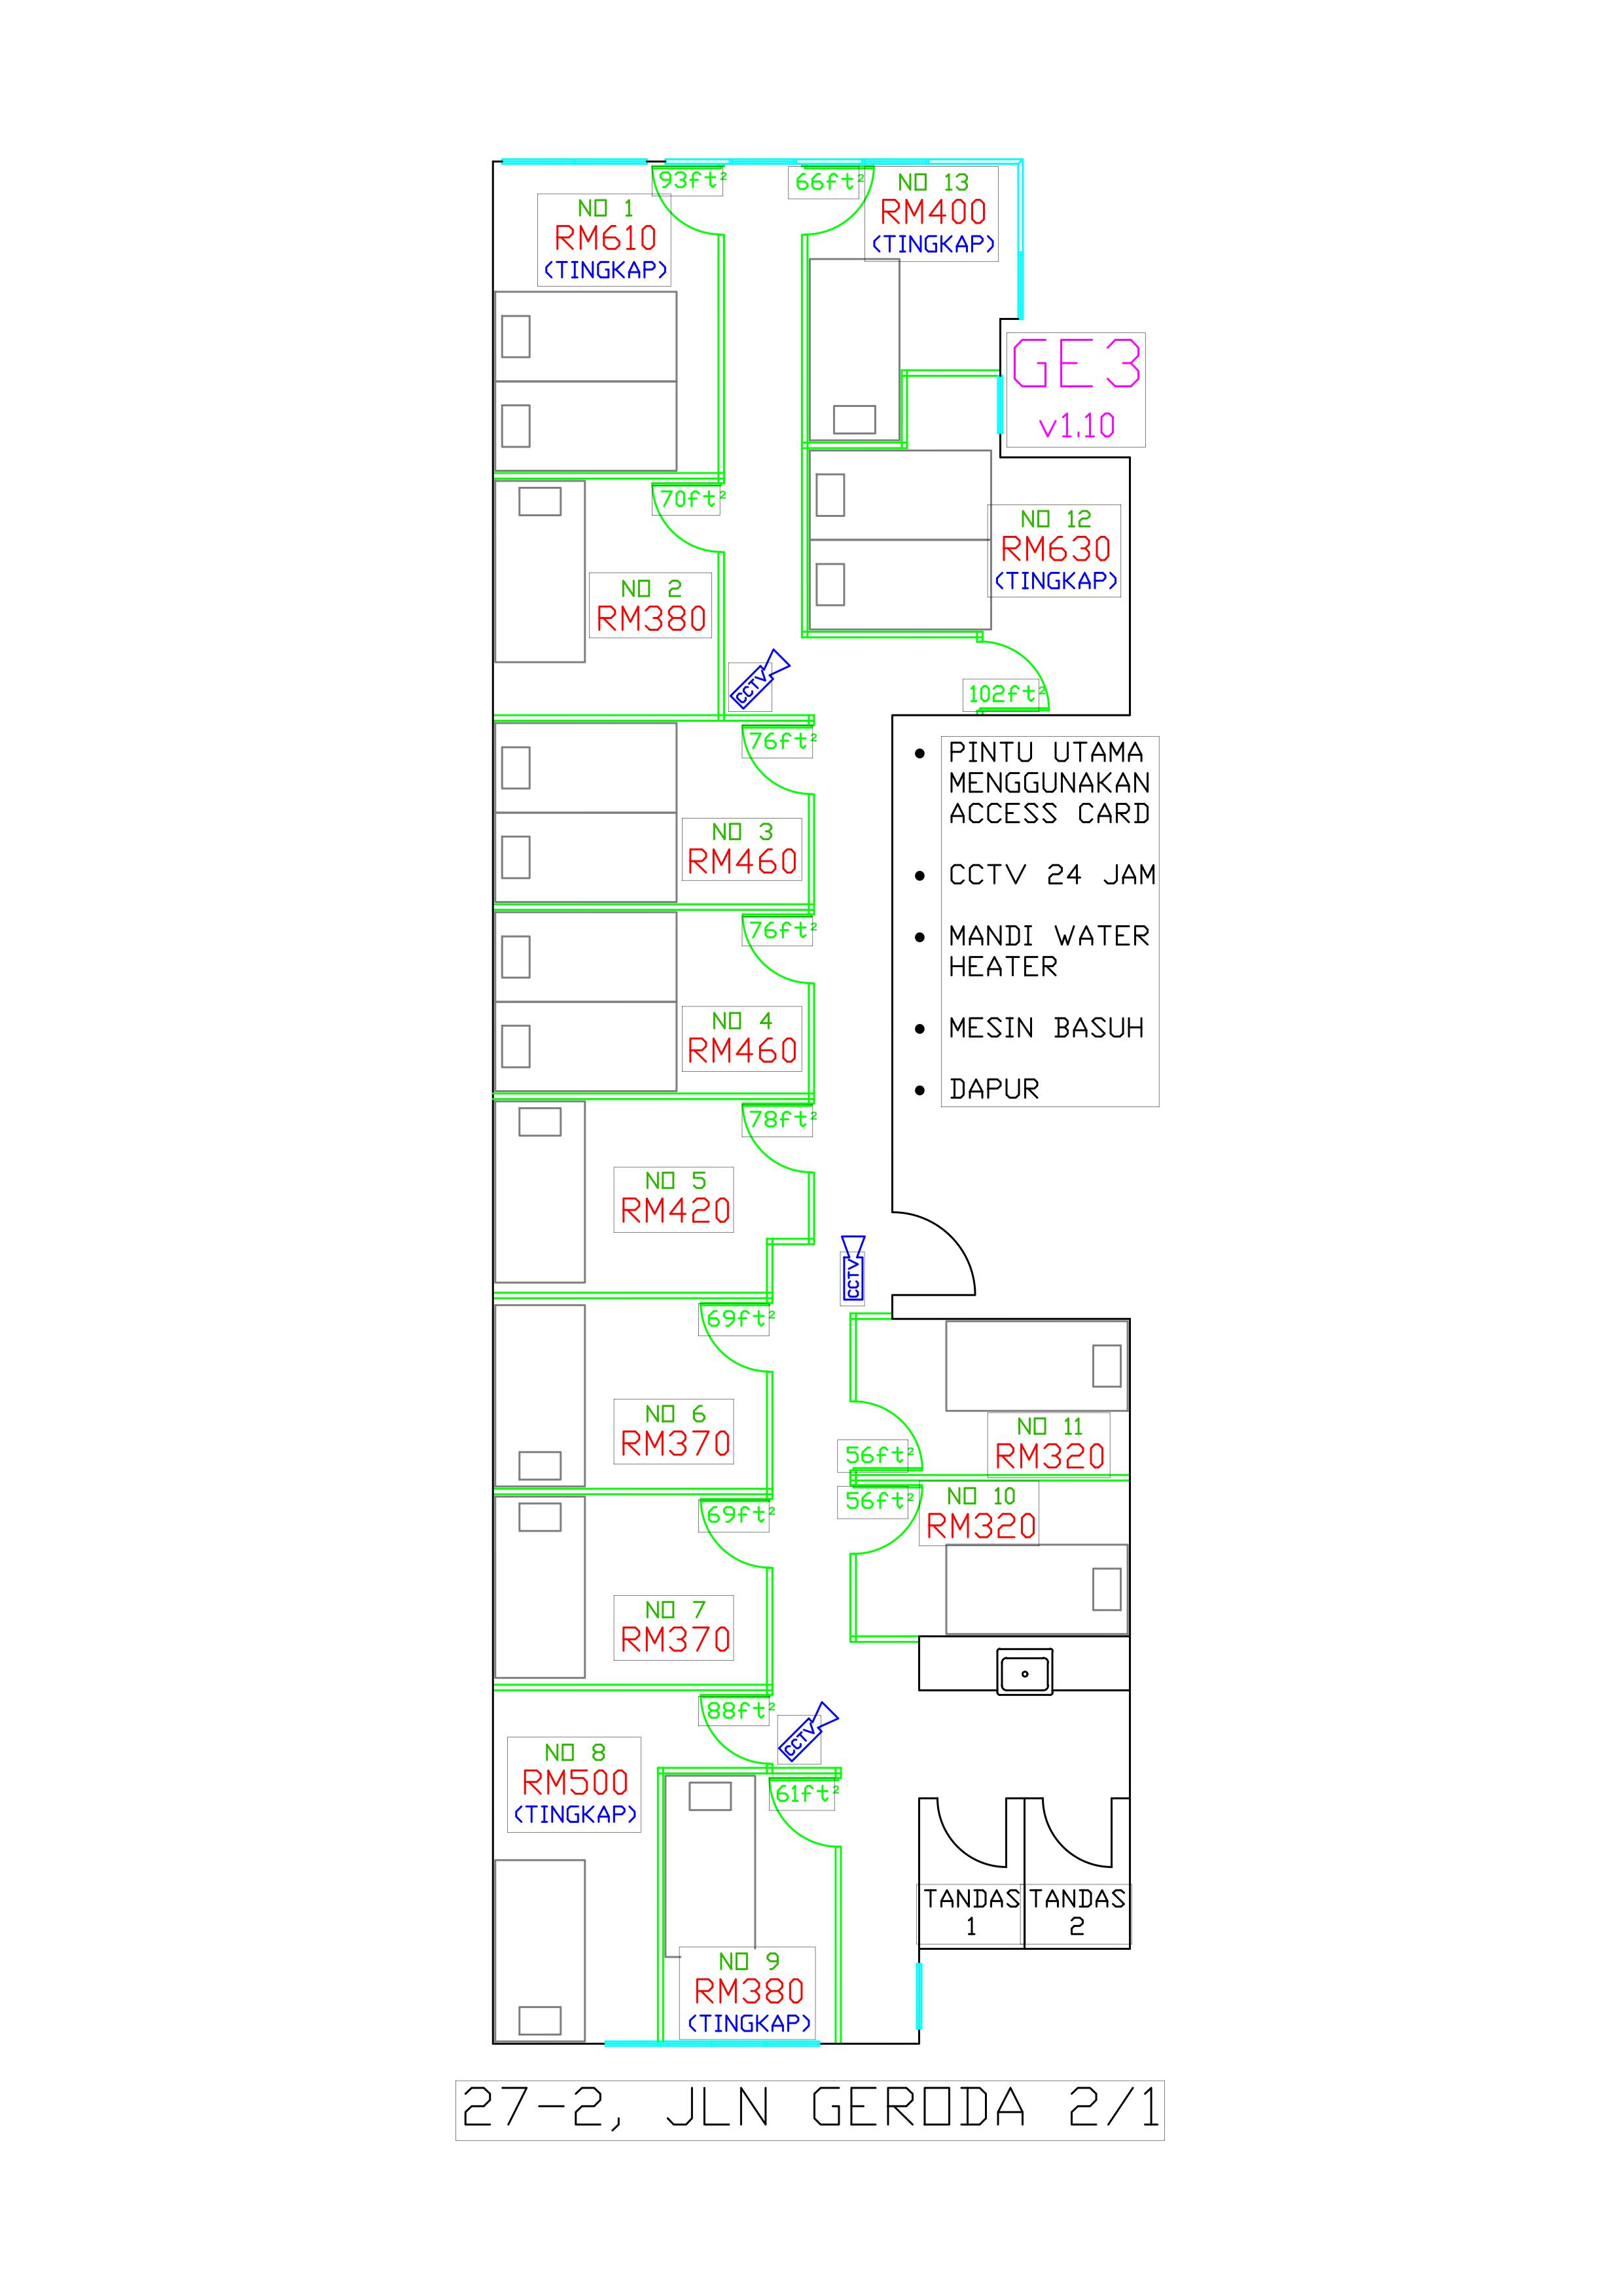 93ft²
66ft²
NO 1
RM610
(TINGKAP)
NO 13
RM400
(TINGKAP)
GE3
v1.10
70ft²
NO 2
RM380
NO 12
RM630
(TINGKAP)
CCTV
102ft²
76ft²
NO 3
RM460
• PINTU UTAMA
MENGGUNAKAN
ACCESS CARD
• CCTV 24 JAM
• MANDI WATER
HEATER
• MESIN BASUH
• DAPUR
76ft²
NO 4
RM460
78ft²
NO 5
RM420
CCTV
69ft²
NO 6
RM370
56ft²
NO 11
RM320
69ft²
56ft²
NO 10
RM320
NO 7
RM370
88ft²
CCTV
NO 8
RM500
(TINGKAP)
61ft²
NO 9
RM380
(TINGKAP)
TANDAS
1
TANDAS
2
27-2, JLN GERODA 2/1